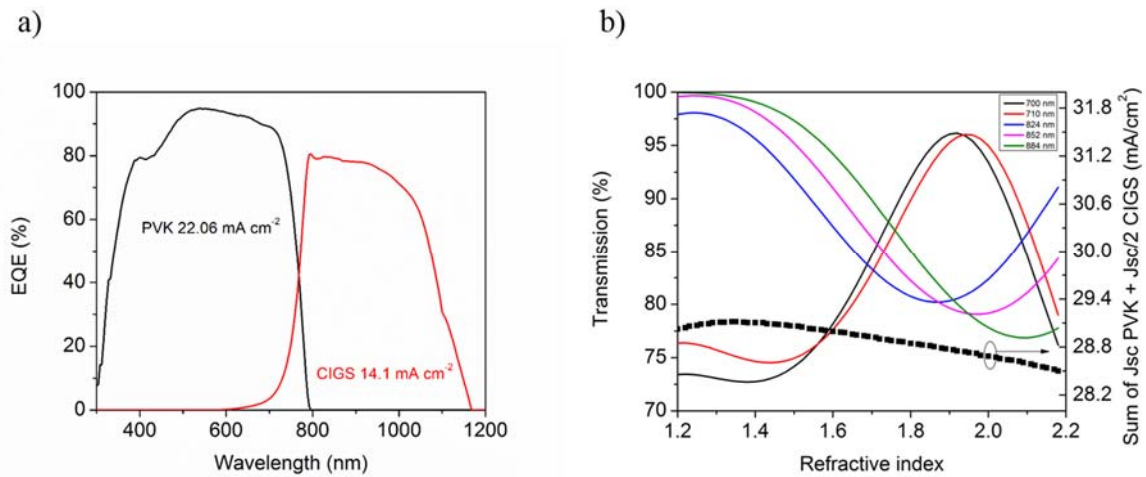 a)
100
80
60
40
20
0
EQE (%)
PVK 22.06 mA cm-2
CIGS 14.1 mA cm-2
400
600
800
1000
1200
Wavelength (nm)
b)
100
95
90
85
80
75
70
Transmission (%)
700 nm
710 nm
824 nm
852 nm
884 nm
31.8
31.2
30.6
30.0
29.4
28.8
28.2
Sum of Jsc PVK + Jsc/2 CIGS (mA/cm2)
1.2
1.4
1.6
1.8
2.0
2.2
Refractive index